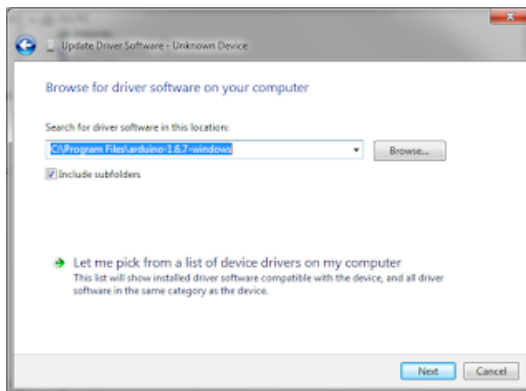 Update Driver Software - Unknown Device
Browse for driver software on your computer
Search for driver software in this location:
C:\Program Files\arduino-1.6.7-windows
Browse...
Include subfolders
Let me pick from a list of device drivers on my computer
This list will show installed driver software compatible with the device, and all driver
software in the same category as the device.
Next
Cancel